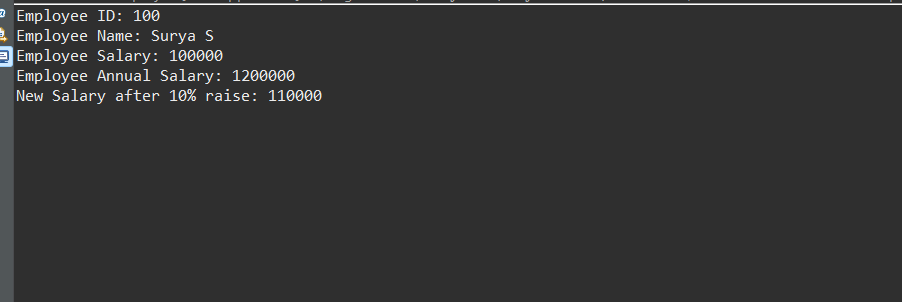 Employee ID: 100
Employee Name: Surya S
Employee Salary: 100000
Employee Annual Salary: 1200000
New Salary after 10% raise: 110000